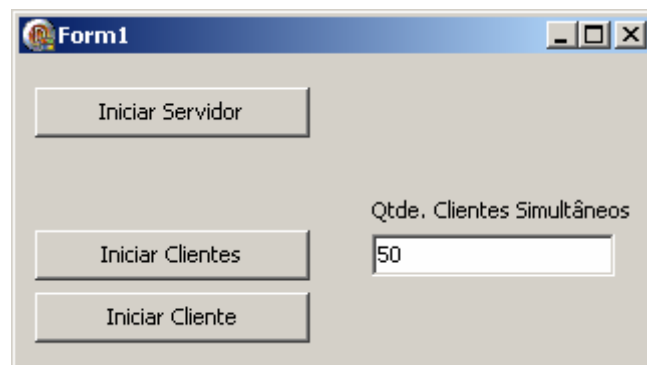 Form1
Iniciar Servidor
Qtde. Clientes Simultâneos
Iniciar Clientes
50
Iniciar Cliente